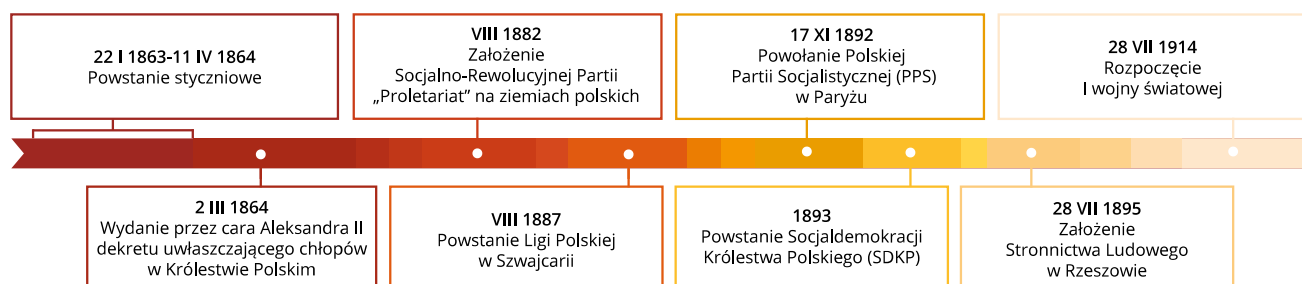 22 I 1863-11 IV 1864
Powstanie styczniowe
VIII 1882
Założenie
Socjalno-Rewolucyjnej Partii
„Proletariat” na ziemiach polskich
17 XI 1892
Powołanie Polskiej
Partii Socjalistycznej (PPS)
w Paryżu
28 VII 1914
Rozpoczęcie
I wojny światowej
2 III 1864
Wydanie przez cara Aleksandra II
dekretu uwłaszczającego chłopów
w Królestwie Polskim
VIII 1887
Powstanie Ligi Polskiej
w Szwajcarii
1893
Powstanie Socjaldemokracji
Królestwa Polskiego (SDKP)
28 VII 1895
Założenie
Stronnictwa Ludowego
w Rzeszowie